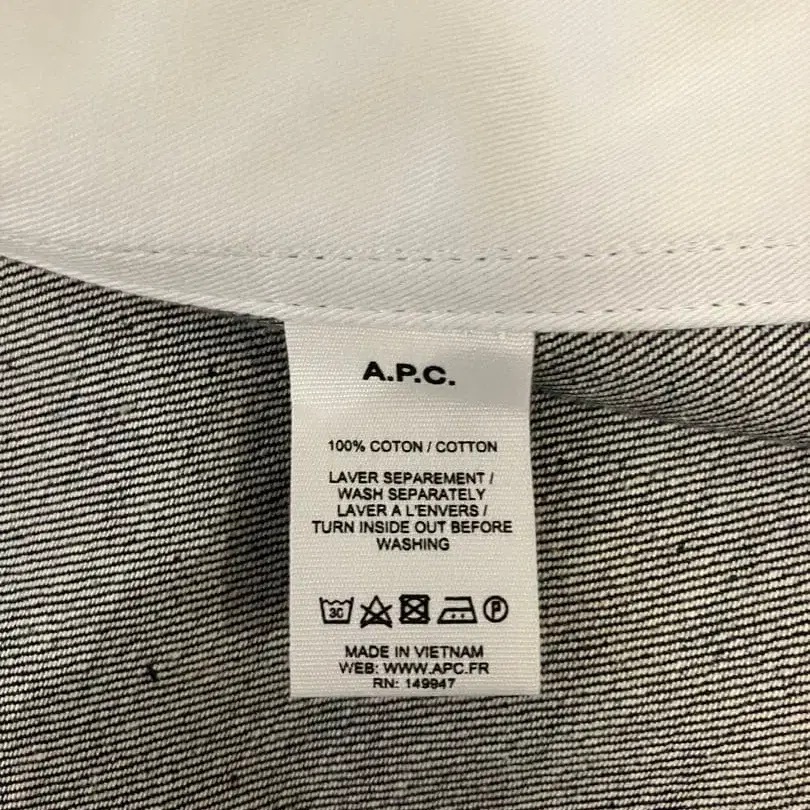 A.P.C.
100% COTON / COTTON
LAVER SEPAREMENT /
WASH SEPARATELY
LAVER A L'ENVERS /
TURN INSIDE OUT BEFORE
WASHING
30 P
MADE IN VIETNAM
WEB: WWW.APC.FR
RN: 149947